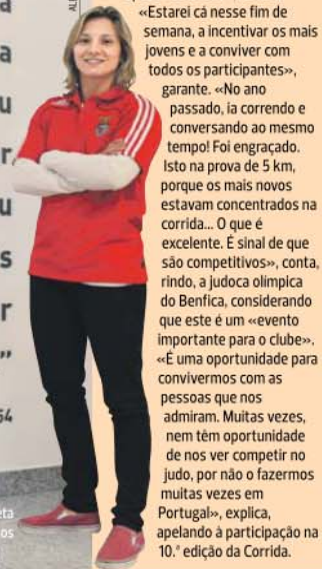 «Estarei cá nesse fim de
semana, a incentivar os mais
jovens e a conviver com
todos os participantes»,
garante. «No ano
passado, ia correndo e
conversando ao mesmo
tempo! Foi engraçado.
Isto na prova de 5 km,
porque os mais novos
estavam concentrados na
corrida... O que é
excelente. É sinal de que
são competitivos», conta,
rindo, a judoca olímpica
do Benfica, considerando
que este é um «evento
importante para o clube».
«É uma oportunidade para
convivermos com as
pessoas que nos
admiram. Muitas vezes,
nem têm oportunidade
de nos ver competir no
judo, por não o fazermos
muitas vezes em
Portugal», explica,
apelando à participação na
10.ª edição da Corrida.